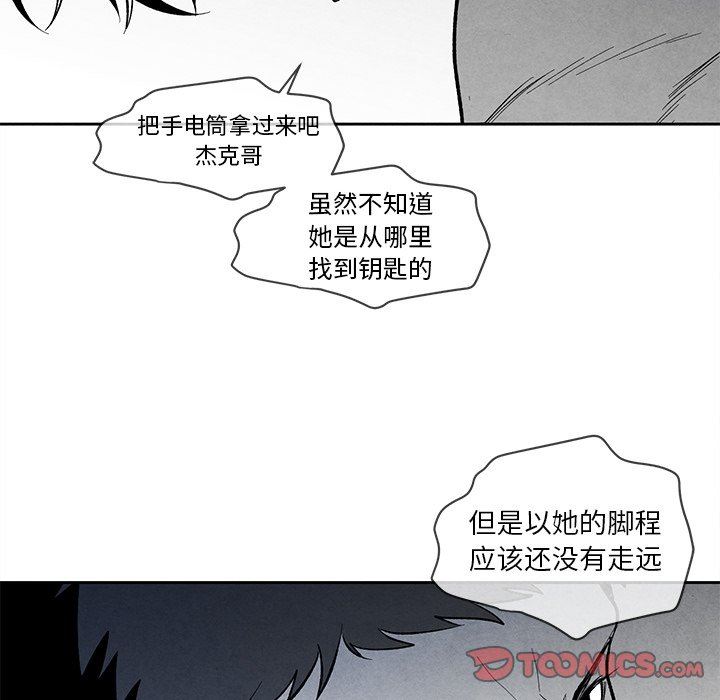 把手电筒拿过来吧
杰克哥
虽然不知道
她是从哪里
找到钥匙的
但是以她的脚程
应该还没有走远
TOOMICS.COM